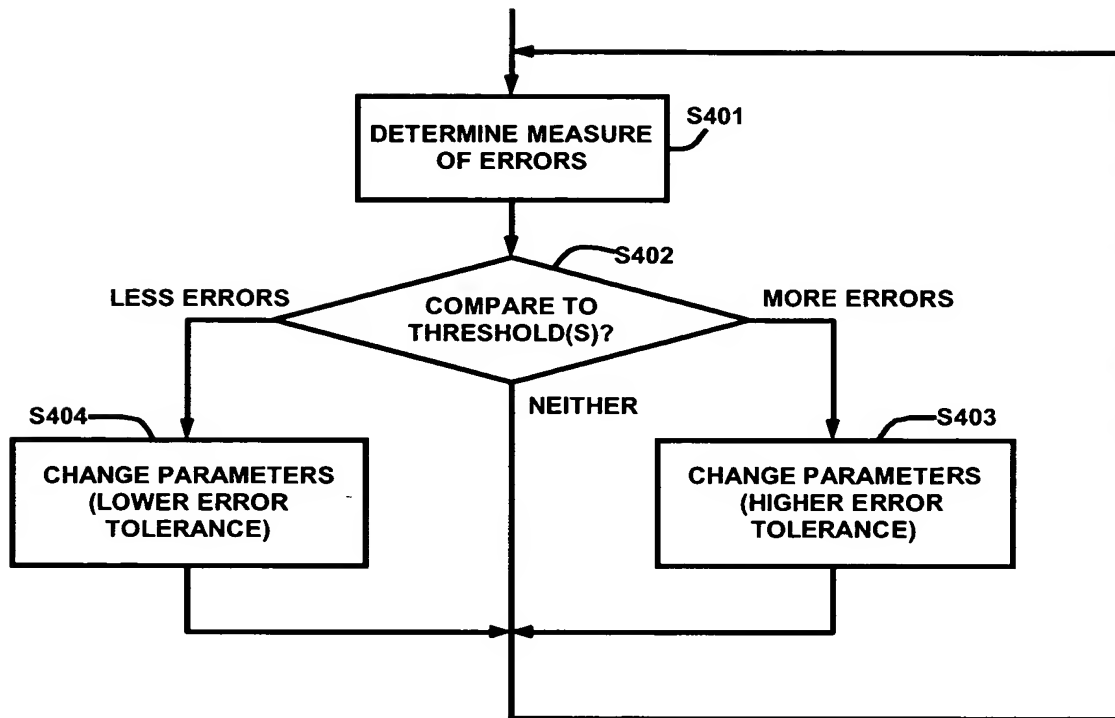 DETERMINE MEASURE
OF ERRORS
S401
S402
LESS ERRORS
COMPARE TO
THRESHOLD(S)?
MORE ERRORS
NEITHER
S404
CHANGE PARAMETERS
(LOWER ERROR
TOLERANCE)
S403
CHANGE PARAMETERS
(HIGHER ERROR
TOLERANCE)